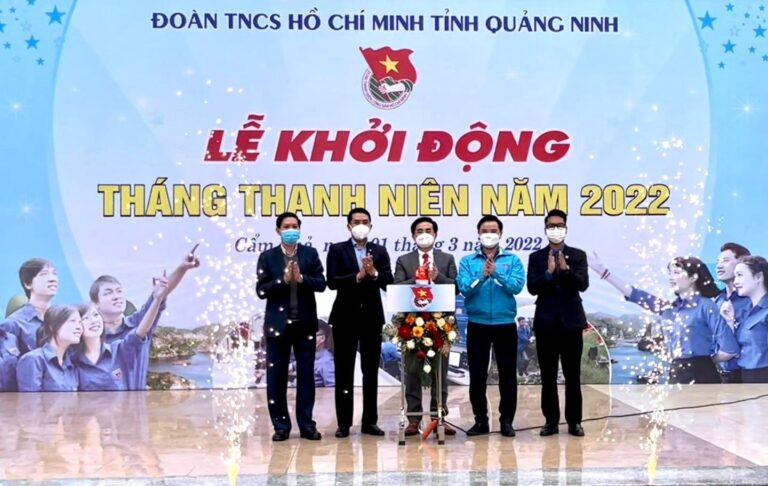 ĐOÀN TNCS HỒ CHÍ MINH TỈNH QUẢNG NINH
LỄ KHỞI ĐỘNG
THÁNG THANH NIÊN NĂM 2022
Cẩm 01 tháng 3 2022